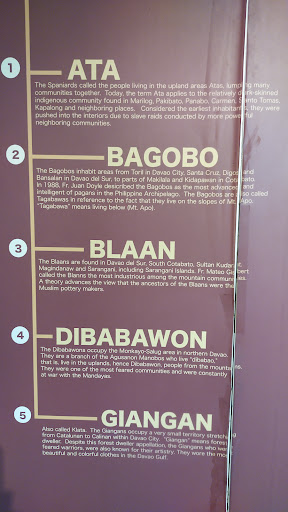 1
ATA
The Spaniards called the people living in the upland areas Atas, lumping many
communities together. Today, the term Ata applies to the relatively dark-skinned
indigenous community found in Marilog, Pakibato, Panabo, Carmen, Santo Tomas,
Kapalong and neighboring places. Considered the earliest inhabitants, they were
pushed into the interiors due to slave raids conducted by more powerful
neighboring communities.
2
BAGOBO
The Bagobos inhabit areas from Toril in Davao City, Santa Cruz, Digos and
Bansalan in Davao del Sur, to parts of Makilala and Kidapawan in Cotabato.
In 1988, Fr. Juan Doyle described the Bagobos as the most advanced and
intelligent of pagans in the Philippine Archipelago. The Bagobos are also called
Tagabawas in reference to the fact that they live on the slopes of Mt. Apo.
"Tagabawa" means living below (Mt. Apo).
3
BLAAN
The Blaans are found in Davao del Sur, South Cotabato, Sultan Kudarat,
Magindanaw and Sarangani, including Sarangani Islands. Fr. Mateo Gisbert
called the Blanns the most industrious among the mountain communities.
A theory advances the view that the ancestors of the Blaans were the
Muslim pottery makers.
4
DIBABAWON
The Dibabawons occupy the Monkayo-Salug area in northern Davao.
They are a branch of the Agusanon Manobos who live "dibabao,"
that is, live in the uplands, hence Dibabawon, people from the mountains.
They were one of the most feared communities and were constantly
at war with the Mandayas.
5
GIANGAN
Also called Klata. The Giangans occupy a very small territory stretching
from Catalunan to Calinan within Davao City. "Giangan" means forest
dweller. Despite this forest dweller appellation, the Giangans who were
feared warriors, were also known for their artistry. They wore the most
beautiful and colorful clothes in the Davao Gulf.